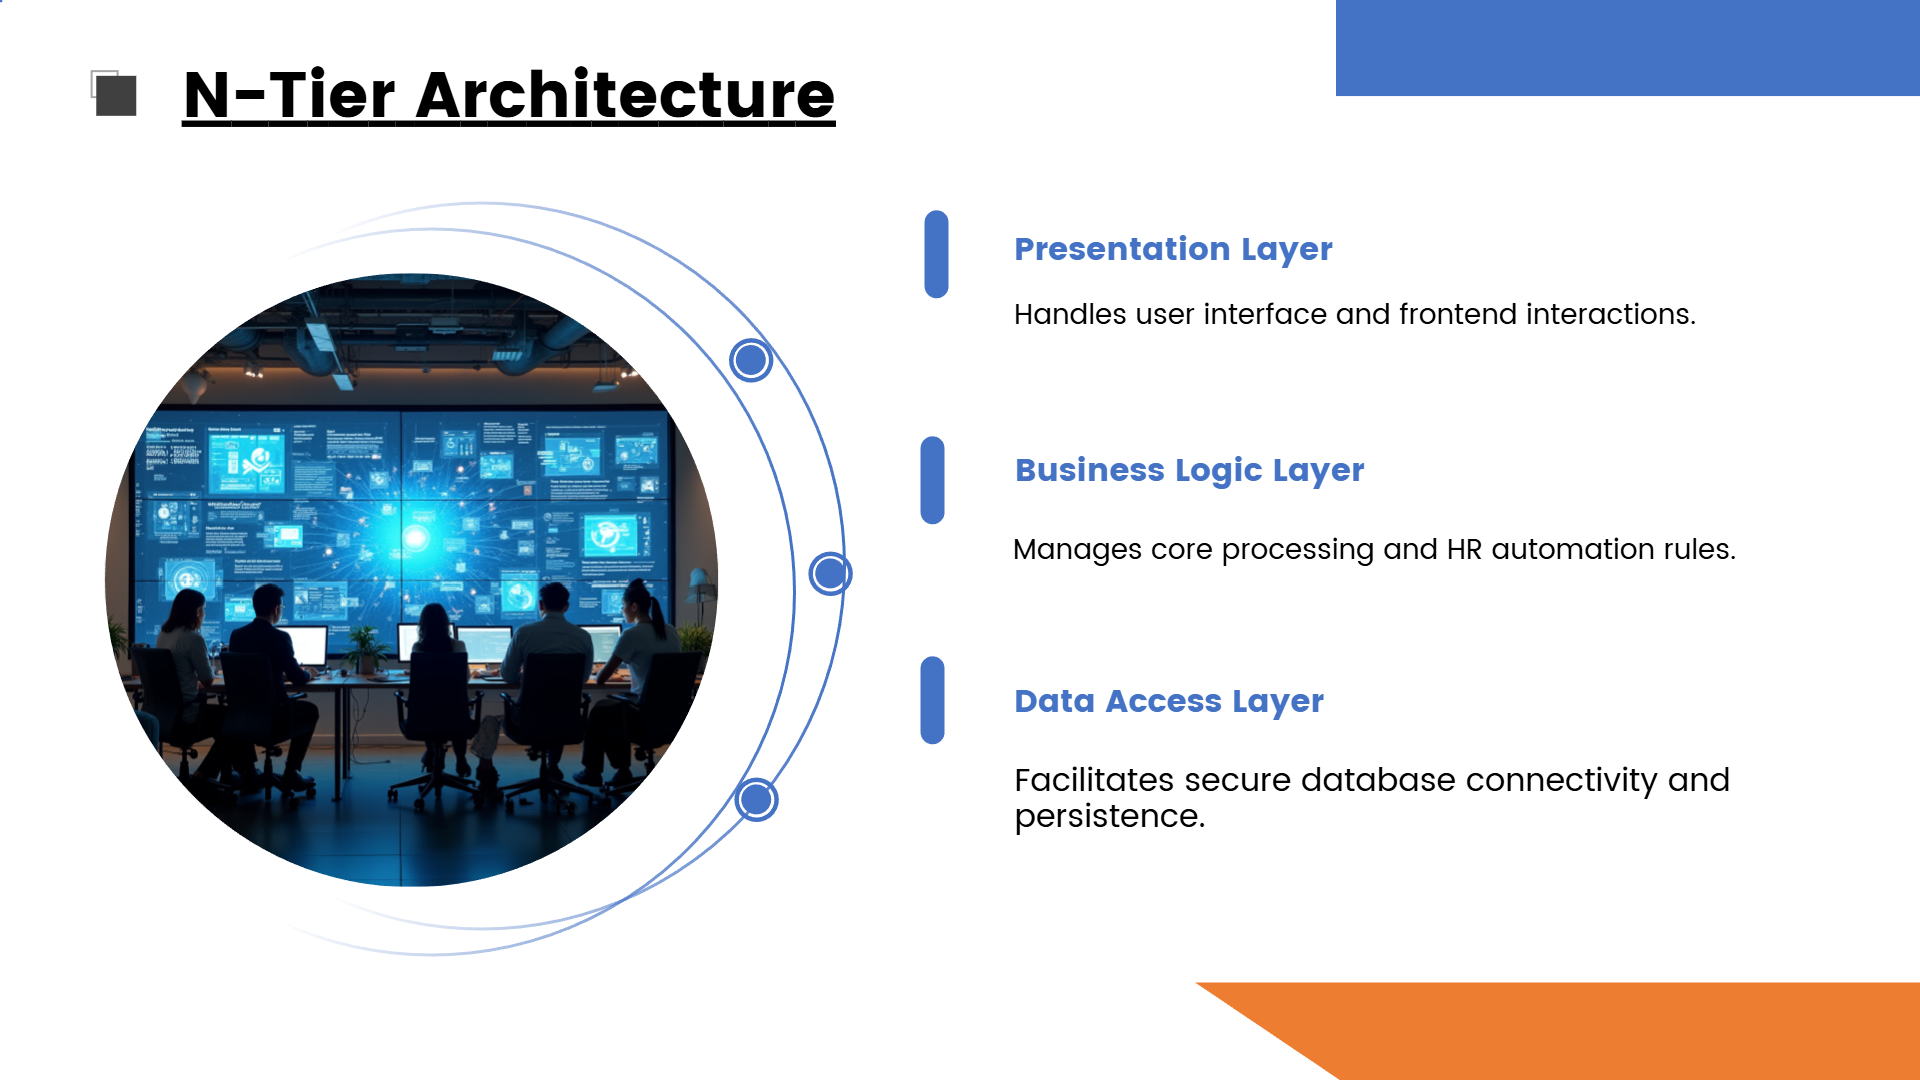 N-Tier Architecture
Presentation Layer
Handles user interface and frontend interactions.
Business Logic Layer
Manages core processing and HR automation rules.
Data Access Layer
Facilitates secure database connectivity and
persistence.